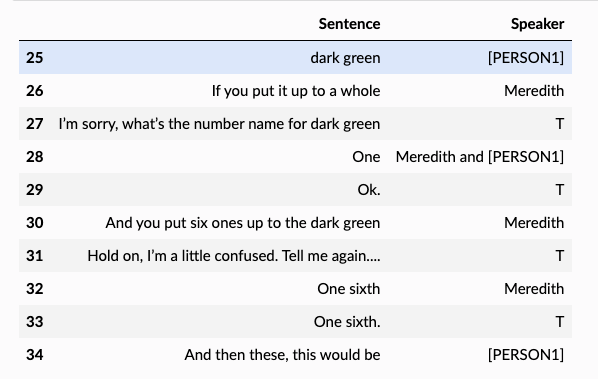 Sentence Speaker
25 dark green [PERSON1]
26 If you put it up to a whole Meredith
27 I’m sorry, what’s the number name for dark green T
28 One Meredith and [PERSON1]
29 Ok. T
30 And you put six ones up to the dark green Meredith
31 Hold on, I’m a little confused. Tell me again.... T
32 One sixth Meredith
33 One sixth. T
34 And then these, this would be [PERSON1]